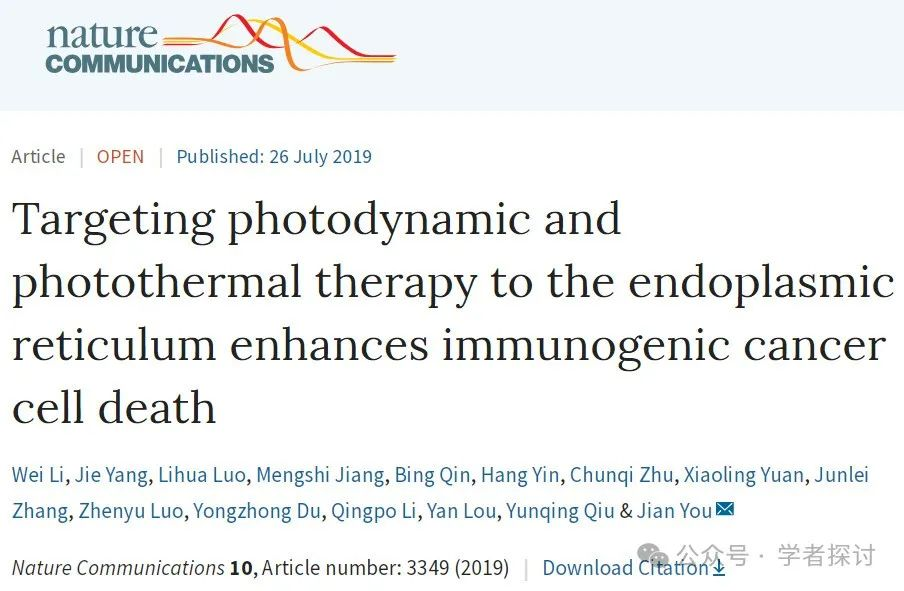 nature
COMMUNICATIONS
Article | OPEN | Published: 26 July 2019
Targeting photodynamic and
photothermal therapy to the endoplasmic
reticulum enhances immunogenic cancer
cell death
Wei Li, Jie Yang, Lihua Luo, Mengshi Jiang, Bing Qin, Hang Yin, Chunqi Zhu, Xiaoling Yuan, Junlei
Zhang, Zhenyu Luo, Yongzhong Du, Qingpo Li, Yan Lou, Yunqing Qiu & Jian You
Nature Communications 10, Article number: 3349 (2019) | Download Citation
公众号 · 学者探讨